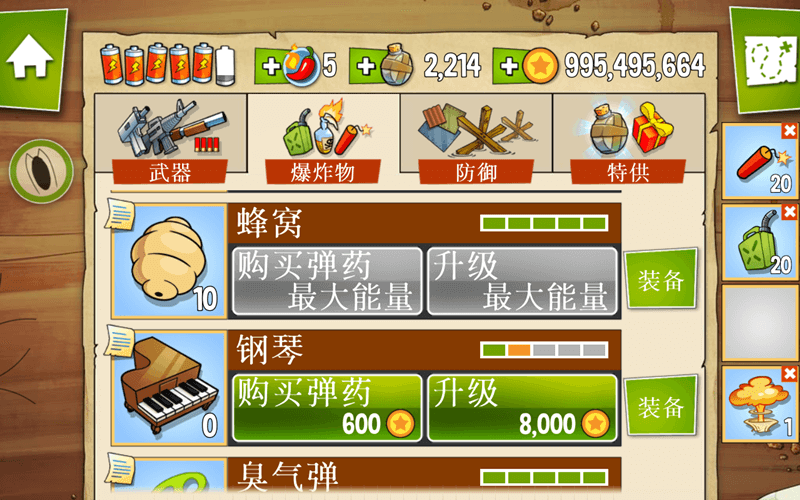 5
2,214
995,495,664
武器
爆炸物
防御
特供
20
20
1
蜂窝
10
购买弹药
最大能量
升级
最大能量
装备
钢琴
0
购买弹药
600
升级
8,000
装备
臭气弹